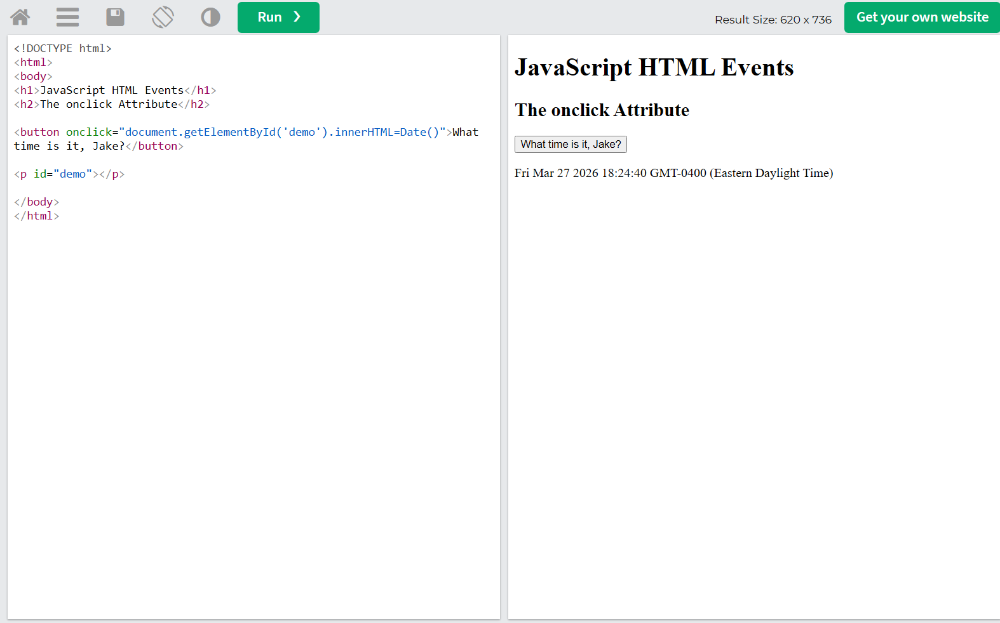 Run ❯
Result Size: 620 x 736
Get your own website
<!DOCTYPE html>
<html>
<body>
<h1>JavaScript HTML Events</h1>
<h2>The onclick Attribute</h2>
<button onclick="document.getElementById('demo').innerHTML=Date()">What
time is it, Jake?</button>
<p id="demo"></p>
</body>
</html>
JavaScript HTML Events
The onclick Attribute
What time is it, Jake?
Fri Mar 27 2026 18:24:40 GMT-0400 (Eastern Daylight Time)